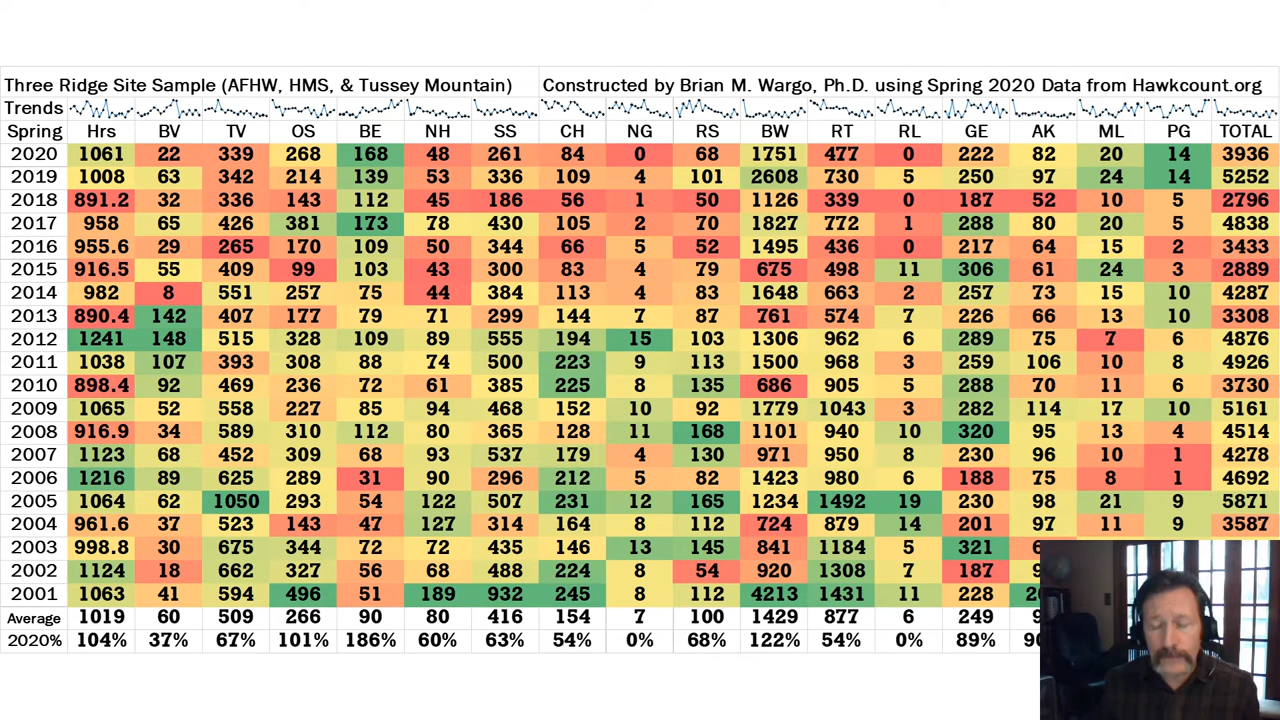 Three Ridge Site Sample (AFHW, HMS, & Tussey Mountain) Constructed by Brian M. Wargo, Ph.D. using Spring 2020 Data from Hawkcount.org
Trends
Spring Hrs BV TV OS BE NH SS CH NG RS BW RT RL GE AK ML PG TOTAL
2020 1061 22 339 268 168 48 261 84 0 68 1751 477 0 222 82 20 14 3936
2019 1008 63 342 214 139 53 336 109 4 101 2608 730 5 250 97 24 14 5252
2018 891.2 32 336 143 112 45 186 56 1 50 1126 339 0 187 52 10 5 2796
2017 958 65 426 381 173 78 430 105 2 70 1827 772 1 288 80 20 5 4838
2016 955.6 29 265 170 109 50 344 66 5 52 1495 436 0 217 64 15 2 3433
2015 916.5 55 409 99 103 43 300 83 4 79 675 498 11 306 61 24 3 2889
2014 982 8 551 257 75 44 384 113 4 83 1648 663 2 257 73 15 10 4287
2013 890.4 142 407 177 79 71 299 144 7 87 761 574 7 226 66 13 10 3308
2012 1241 148 515 328 109 89 555 194 15 103 1306 962 6 289 75 7 6 4876
2011 1038 107 393 308 88 74 500 223 9 113 1500 968 3 259 106 10 8 4926
2010 898.4 92 469 236 72 61 385 225 8 135 686 905 5 288 70 11 6 3730
2009 1065 52 558 227 85 94 468 152 10 92 1779 1043 3 282 114 17 10 5161
2008 916.9 34 589 310 112 80 365 128 11 168 1101 940 10 320 95 13 4 4514
2007 1123 68 452 309 68 93 537 179 4 130 971 950 8 230 96 10 1 4278
2006 1216 89 625 289 31 90 296 212 5 82 1423 980 6 188 75 8 1 4692
2005 1064 62 1050 293 54 122 507 231 12 165 1234 1492 19 230 98 21 9 5871
2004 961.6 37 523 143 47 127 314 164 8 112 724 879 14 201 97 11 9 3587
2003 998.8 30 675 344 72 72 435 146 13 145 841 1184 5 321
2002 1124 18 662 327 56 68 488 224 8 54 920 1308 7 187
2001 1063 41 594 496 51 189 932 245 8 112 4213 1431 11 228
Average 1019 60 509 266 90 80 416 154 7 100 1429 877 6 249
2020% 104% 37% 67% 101% 186% 60% 63% 54% 0% 68% 122% 54% 0% 89%